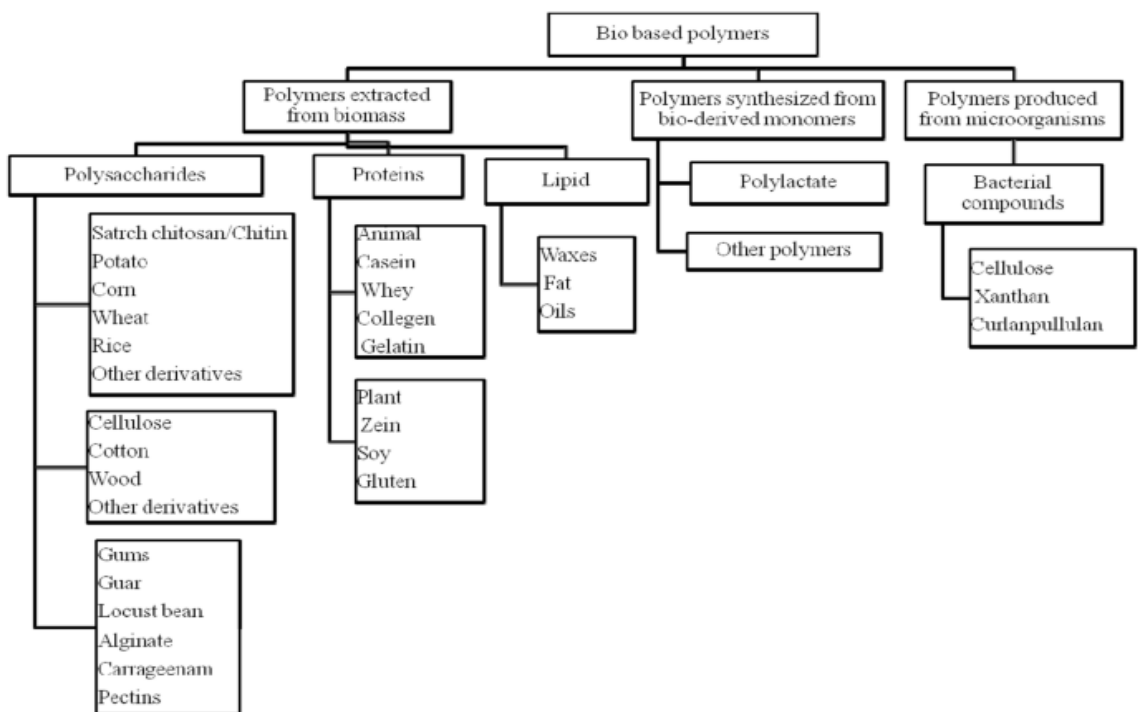 Bio based polymers
Polymers extracted
from biomass
Polymers synthesized from
bio-derived monomers
Polymers produced
from microorganisms
Polysaccharides
Proteins
Lipid
Polylactate
Other polymers
Bacterial
compounds
Satrch chitosan/Chitin
Potato
Corn
Wheat
Rice
Other derivatives
Cellulose
Cotton
Wood
Other derivatives
Gums
Guar
Locust bean
Alginate
Carrageenam
Pectins
Animal
Casein
Whey
Collegen
Gelatin
Plant
Zein
Soy
Gluten
Waxes
Fat
Oils
Cellulose
Xanthan
Curlanpullulan